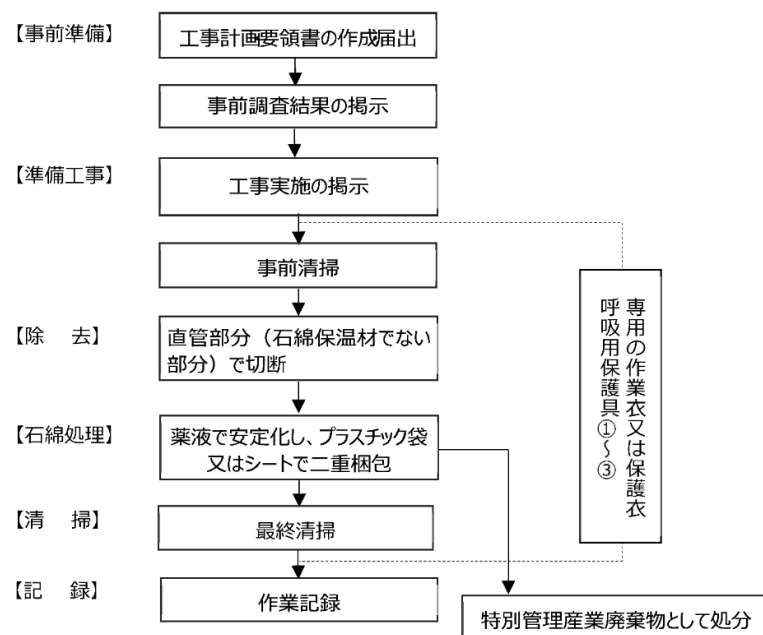 【事前準備】
工事計画要領書の作成届出
事前調査結果の掲示
【準備工事】
工事実施の掲示
事前清掃
【除　去】
直管部分（石綿保温材でない
部分）で切断
【石綿処理】
薬液で安定化し、プラスチック袋
又はシートで二重梱包
【清　掃】
最終清掃
【記　録】
作業記録
特別管理産業廃棄物として処分
専用の作業衣又は保護衣
呼吸用保護具①～③